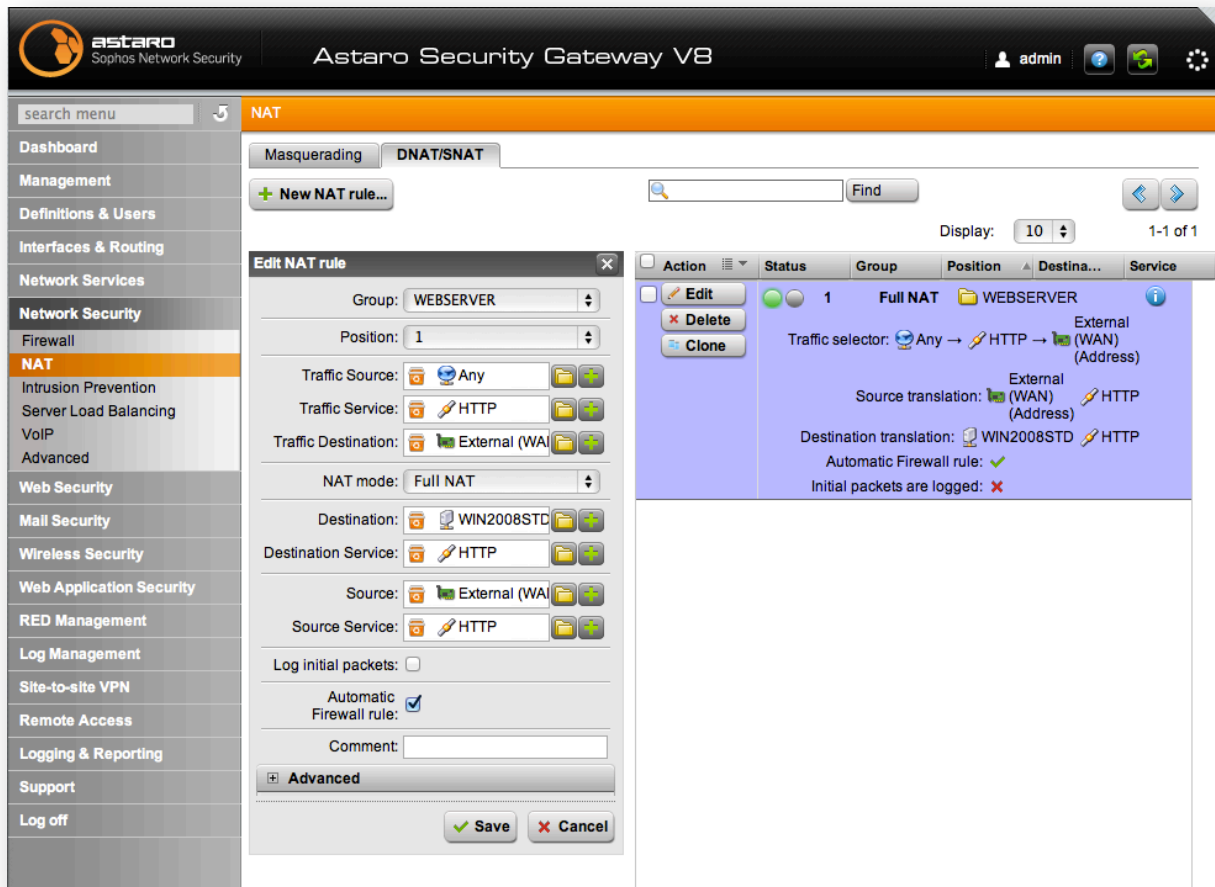 astaro
Sophos Network Security
Astaro Security Gateway V8
admin
search menu
Dashboard
Management
Definitions & Users
Interfaces & Routing
Network Services
Network Security
Firewall
NAT
Intrusion Prevention
Server Load Balancing
VoIP
Advanced
Web Security
Mail Security
Wireless Security
Web Application Security
RED Management
Log Management
Site-to-site VPN
Remote Access
Logging & Reporting
Support
Log off
NAT
Masquerading DNAT/SNAT
+ New NAT rule...
Find
Display: 10 1-1 of 1
Edit NAT rule
Group: WEBSERVER
Position: 1
Traffic Source: Any
Traffic Service: HTTP
Traffic Destination: External (WAI
NAT mode: Full NAT
Destination: WIN2008STD
Destination Service: HTTP
Source: External (WAI
Source Service: HTTP
Log initial packets:
Automatic
Firewall rule:
Comment:
Advanced
Save Cancel
Action Status Group Position Destina... Service
Edit
Delete
Clone
1 Full NAT WEBSERVER
Traffic selector: Any → HTTP → External
(WAN)
(Address)
Source translation: External
(WAN)
(Address) HTTP
Destination translation: WIN2008STD HTTP
Automatic Firewall rule:
Initial packets are logged: